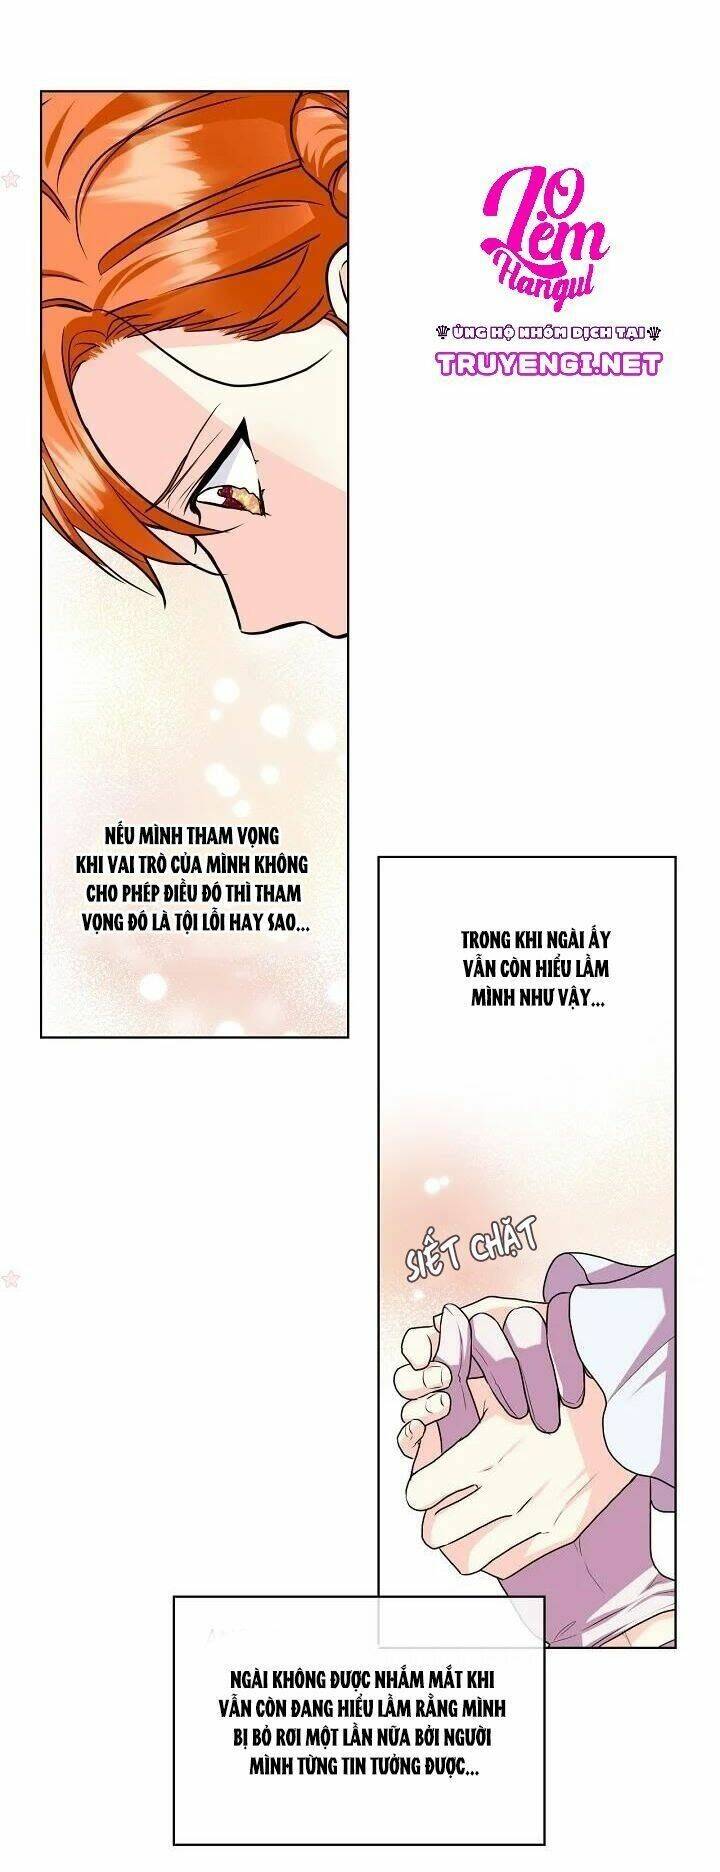 Lọ Lem
Hangul
ỦNG HỘ NHÓM DỊCH TẠI
TRUYENGI.NET
NẾU MÌNH THAM VỌNG
KHI VAI TRÒ CỦA MÌNH KHÔNG
CHO PHÉP ĐIỀU ĐÓ THÌ THAM
VỌNG ĐÓ LÀ TỘI LỖI HAY SAO...
TRONG KHI NGÀI ẤY
VẪN CÒN HIỂU LẦM
MÌNH NHƯ VẬY...
SIẾT CHẶT
NGÀI KHÔNG ĐƯỢC NHẮM MẮT KHI
VẪN CÒN ĐANG HIỂU LẦM RẰNG MÌNH
BỊ BỎ RƠI MỘT LẦN NỮA BỞI NGƯỜI
MÌNH TỪNG TIN TƯỞNG ĐƯỢC...